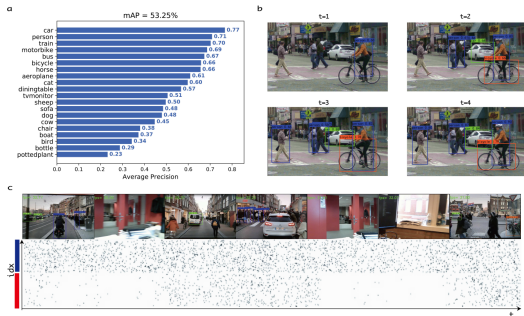 a
mAP = 53.25%
car 0.77
person 0.71
train 0.70
motorbike 0.69
bus 0.67
bicycle 0.66
horse 0.66
aeroplane 0.61
cat 0.60
diningtable 0.57
tvmonitor 0.51
sheep 0.50
sofa 0.48
dog 0.48
cow 0.45
chair 0.38
boat 0.37
bird 0.34
bottle 0.29
pottedplant 0.23
0.0 0.1 0.2 0.3 0.4 0.5 0.6 0.7 0.8
Average Precision
b
t=1 t=2
t=3 t=4
c
idx
t